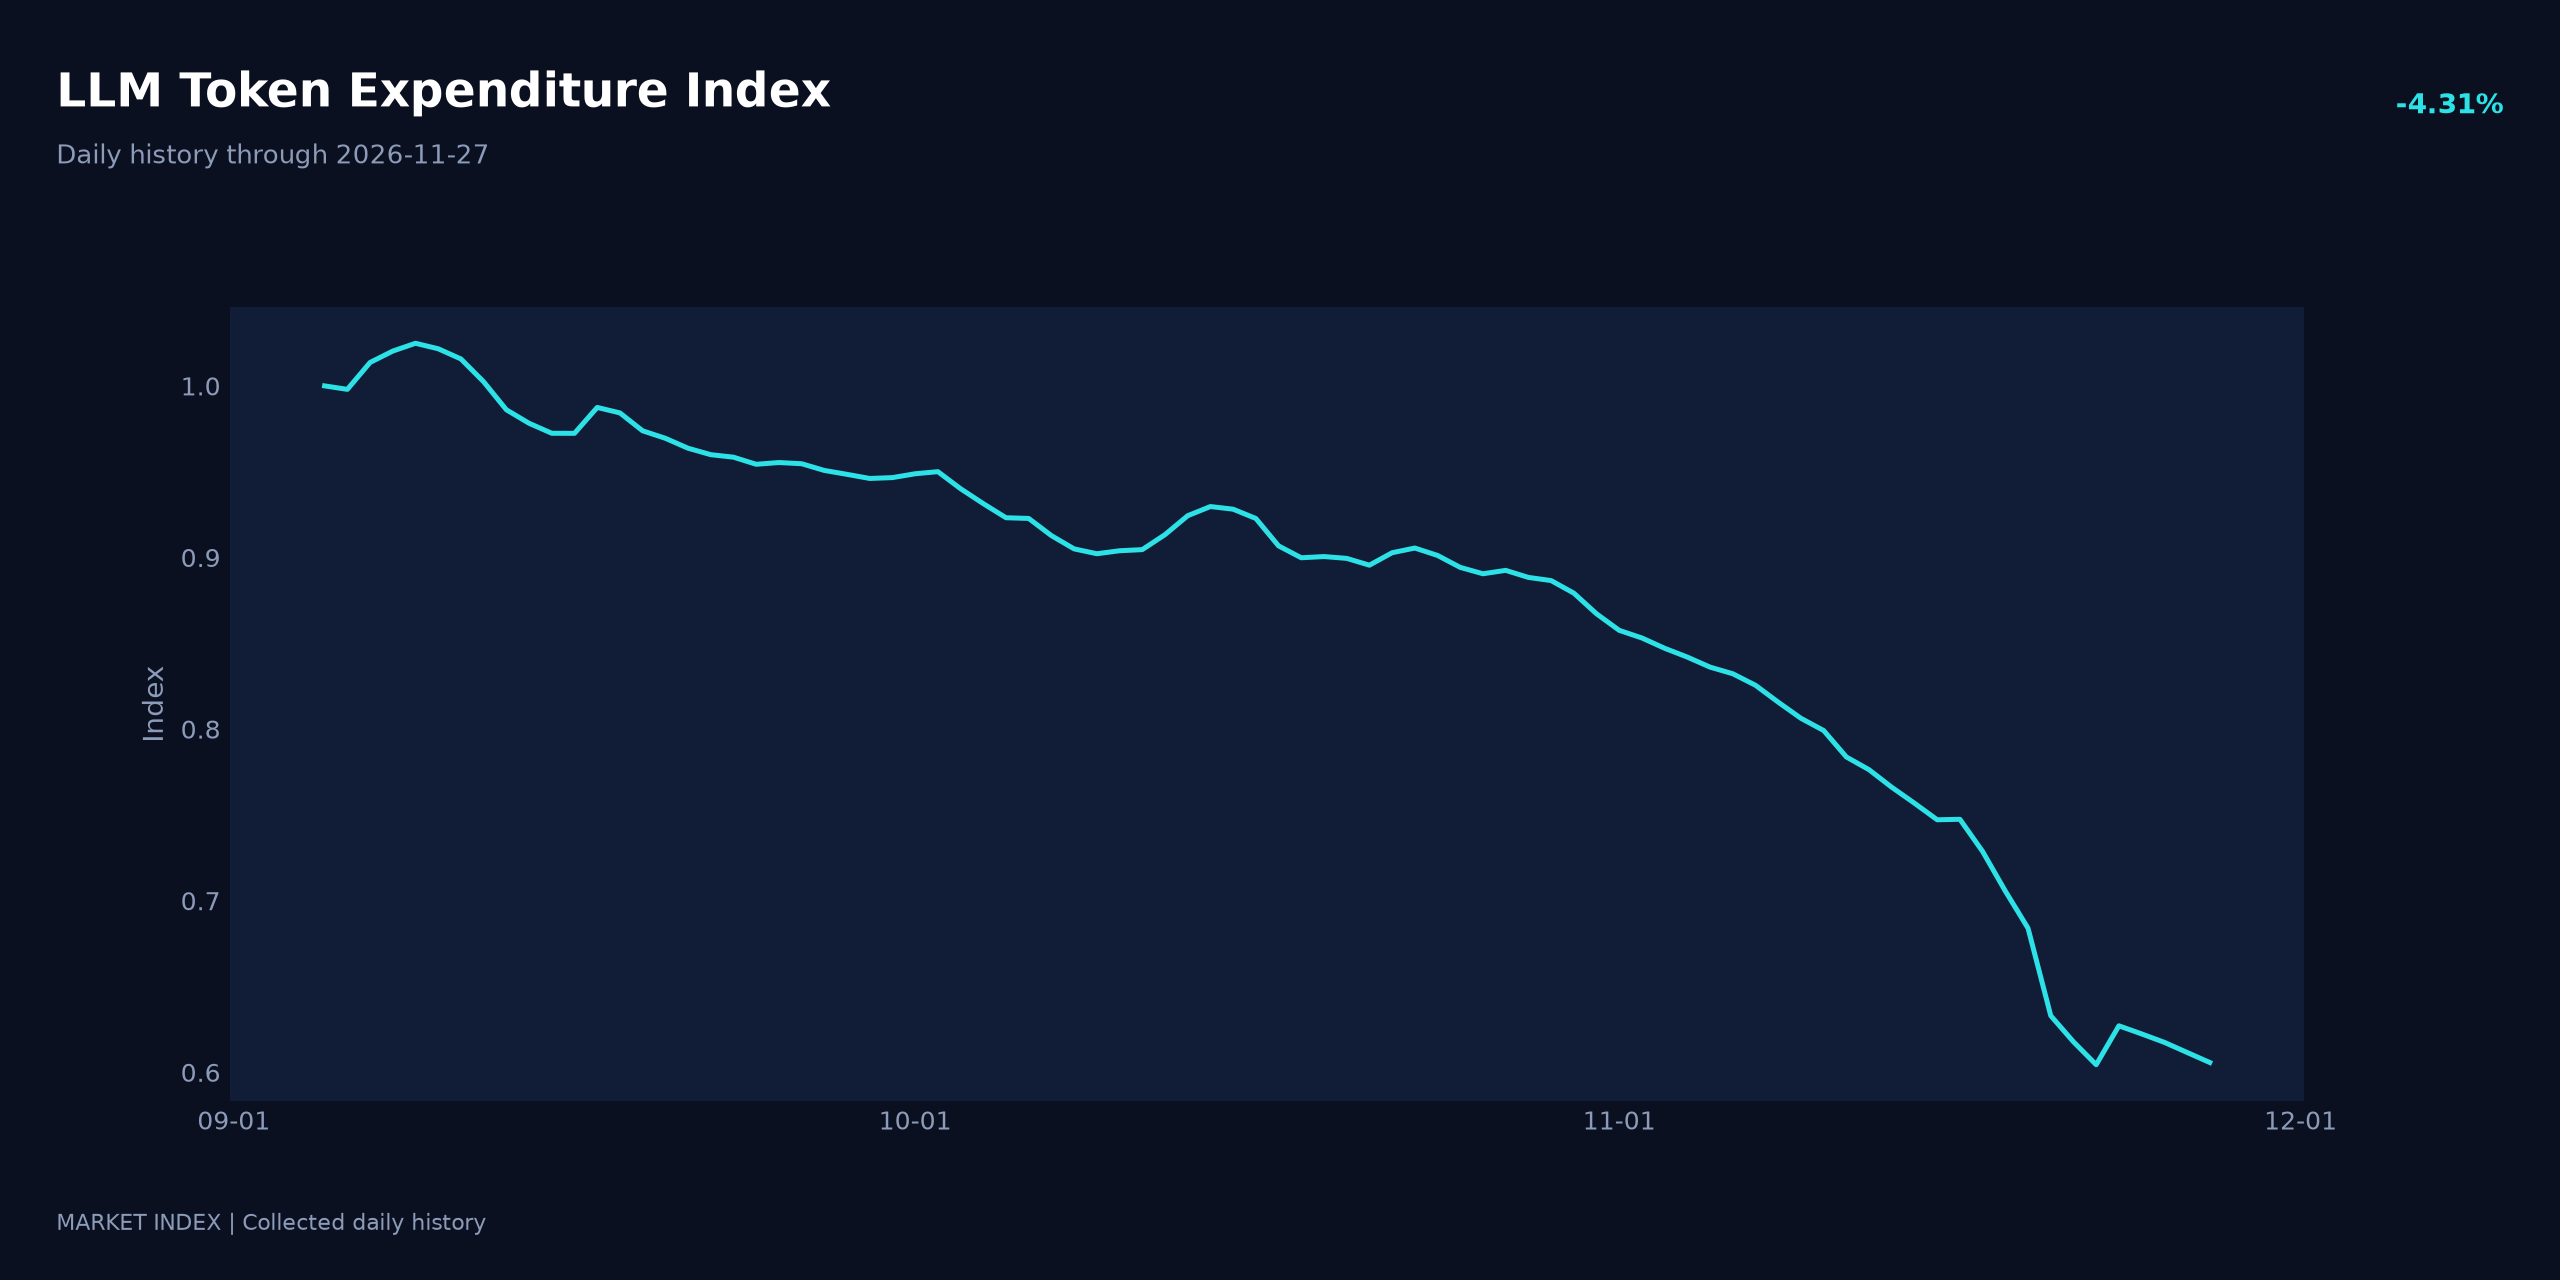 LLM Token Expenditure Index
-4.31%
Daily history through 2026-11-27
Index
1.0
0.9
0.8
0.7
0.6
09-01
10-01
11-01
12-01
MARKET INDEX | Collected daily history